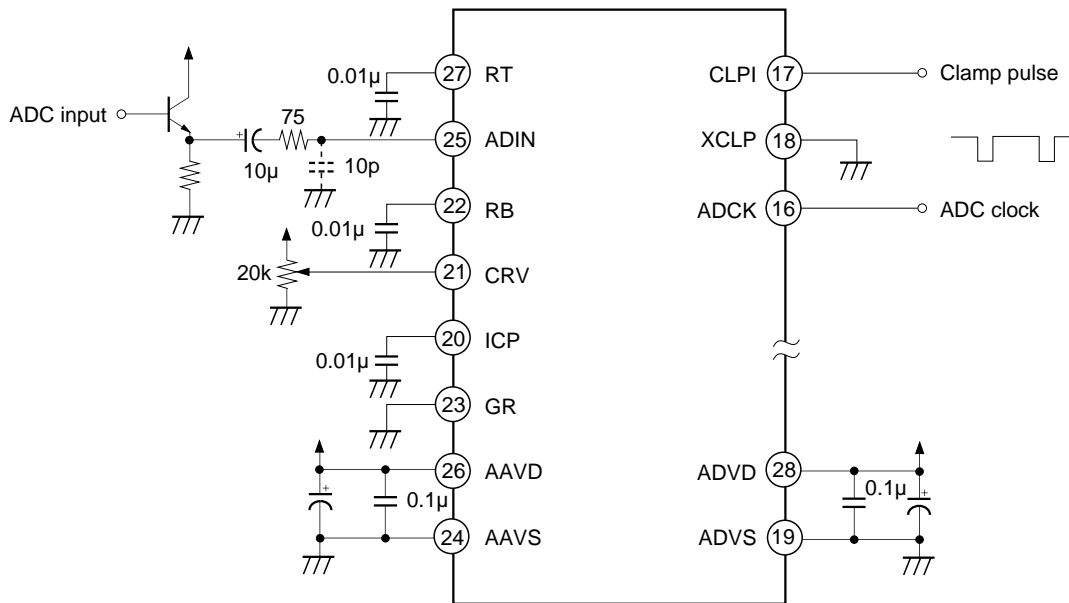 0.01µ
27 RT
CLPI 17
Clamp pulse
ADC input
75
+
10µ
10p
25 ADIN
XCLP 18
0.01µ
22 RB
ADCK 16
ADC clock
20k
21 CRV
0.01µ
20 ICP
23 GR
+
0.1µ
26 AAVD
24 AAVS
ADVD 28
ADVS 19
0.1µ
+